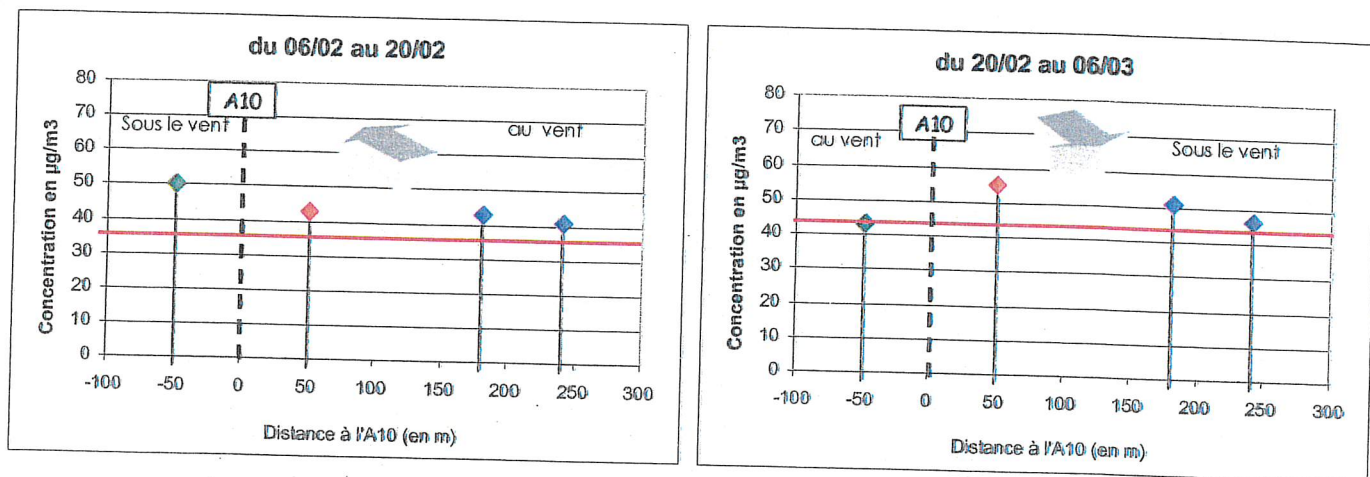 du 06/02 au 20/02
Concentration en µg/m3
80
70
60
50
40
30
20
10
0
A10
Sous le vent
au vent
-100 -50 0 50 100 150 200 250 300
Distance à l'A10 (en m)
du 20/02 au 06/03
Concentration en µg/m3
80
70
60
50
40
30
20
10
0
A10
au vent
Sous le vent
-100 -50 0 50 100 150 200 250 300
Distance à l'A10 (en m)